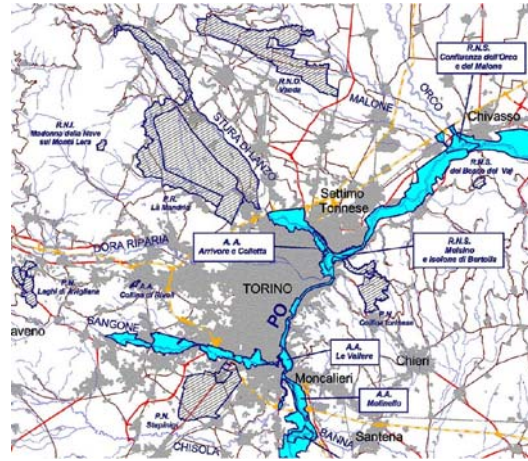 R.N.S.
Confluenza dell'Orco
e del Malone
R.N.O.
Vauda
MALONE
ORCO
Chivasso
R.N.I.
Madonna della Neve
sul Monte Lera
STURA DI LANZO
R.N.S.
del Bosco del Vaj
P.R.
La Mandria
Settimo
Torinese
A.A.
Arrivore e Colletta
R.N.S.
Meisino
e Isolone di Bertolla
DORA RIPARIA
P.N.
Laghi di Avigliana
A.A.
Collina di Rivoli
TORINO
PO
P.N.
Collina torinese
aveno
SANGONE
A.A.
Le Vallere
Chieri
Moncalieri
A.A.
Molinello
P.N.
Stupinigi
CHISOLA
BANNA
Santena